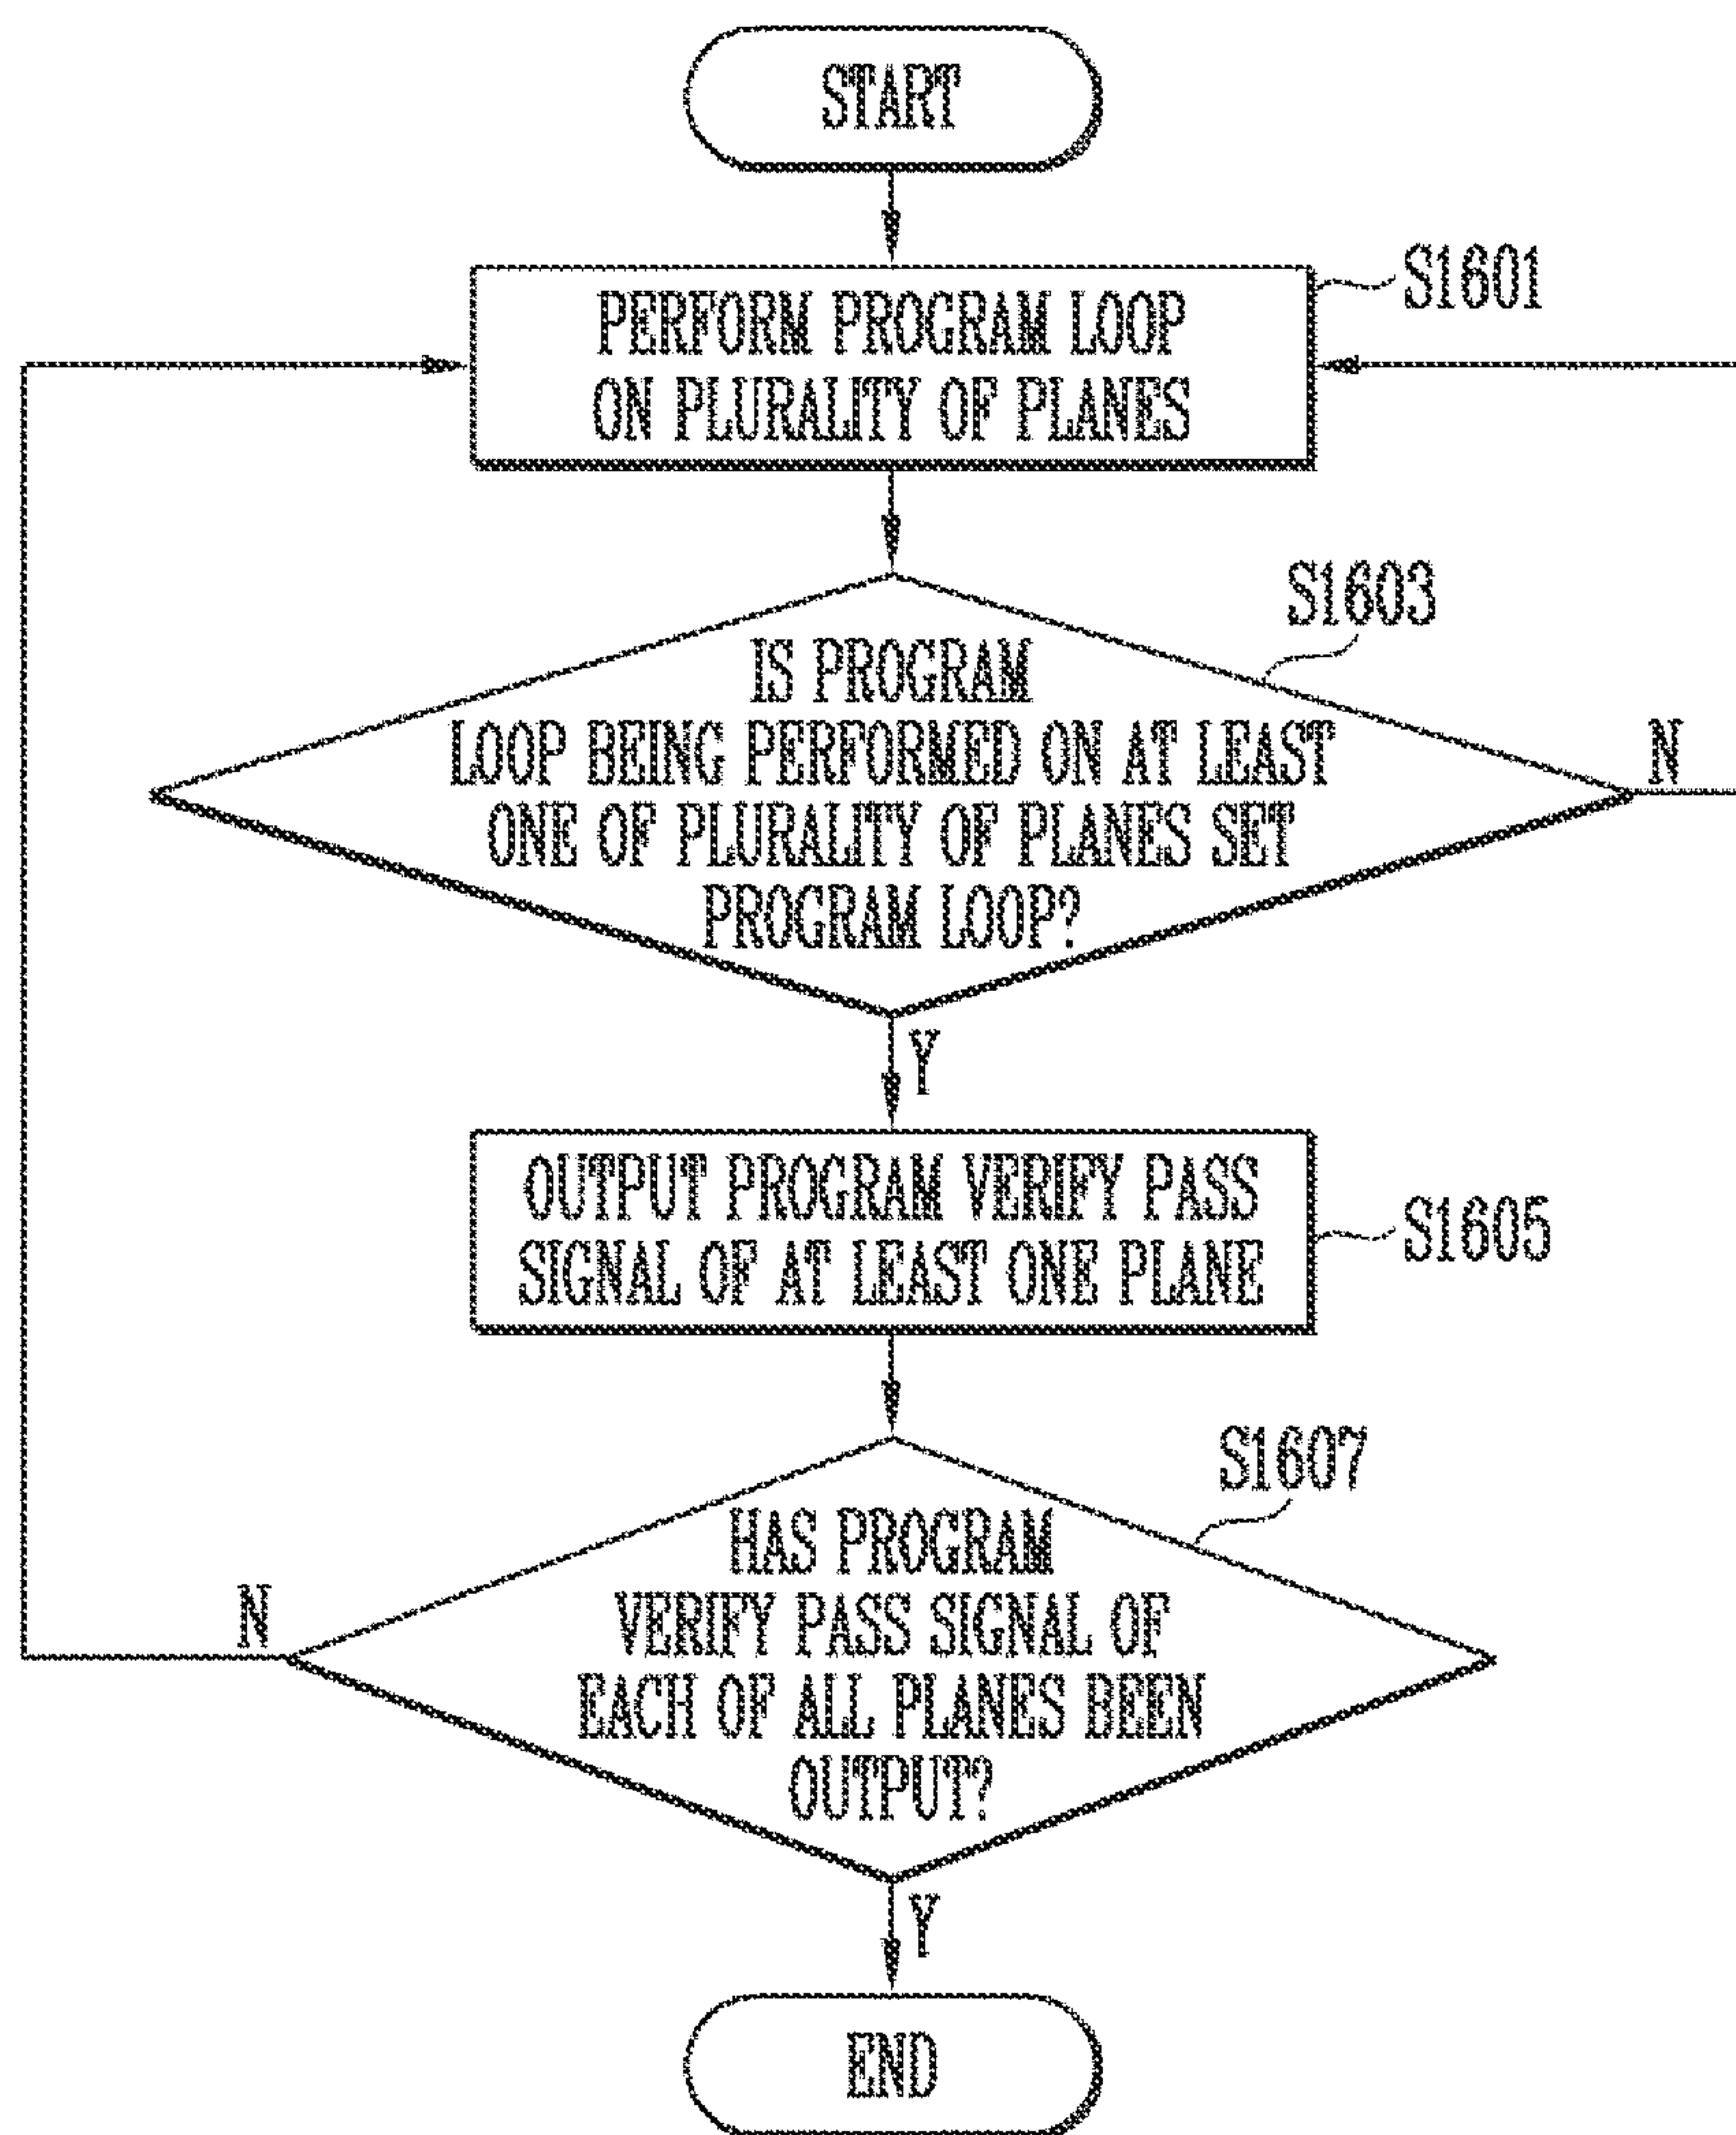 START
S1601
PERFORM PROGRAM LOOP
ON PLURALITY OF PLANES
S1603
IS PROGRAM
LOOP BEING PERFORMED ON AT LEAST
ONE OF PLURALITY OF PLANES SET
PROGRAM LOOP?
N
Y
OUTPUT PROGRAM VERIFY PASS
SIGNAL OF AT LEAST ONE PLANE
S1605
S1607
HAS PROGRAM
VERIFY PASS SIGNAL OF
EACH OF ALL PLANES BEEN
OUTPUT?
N
Y
END